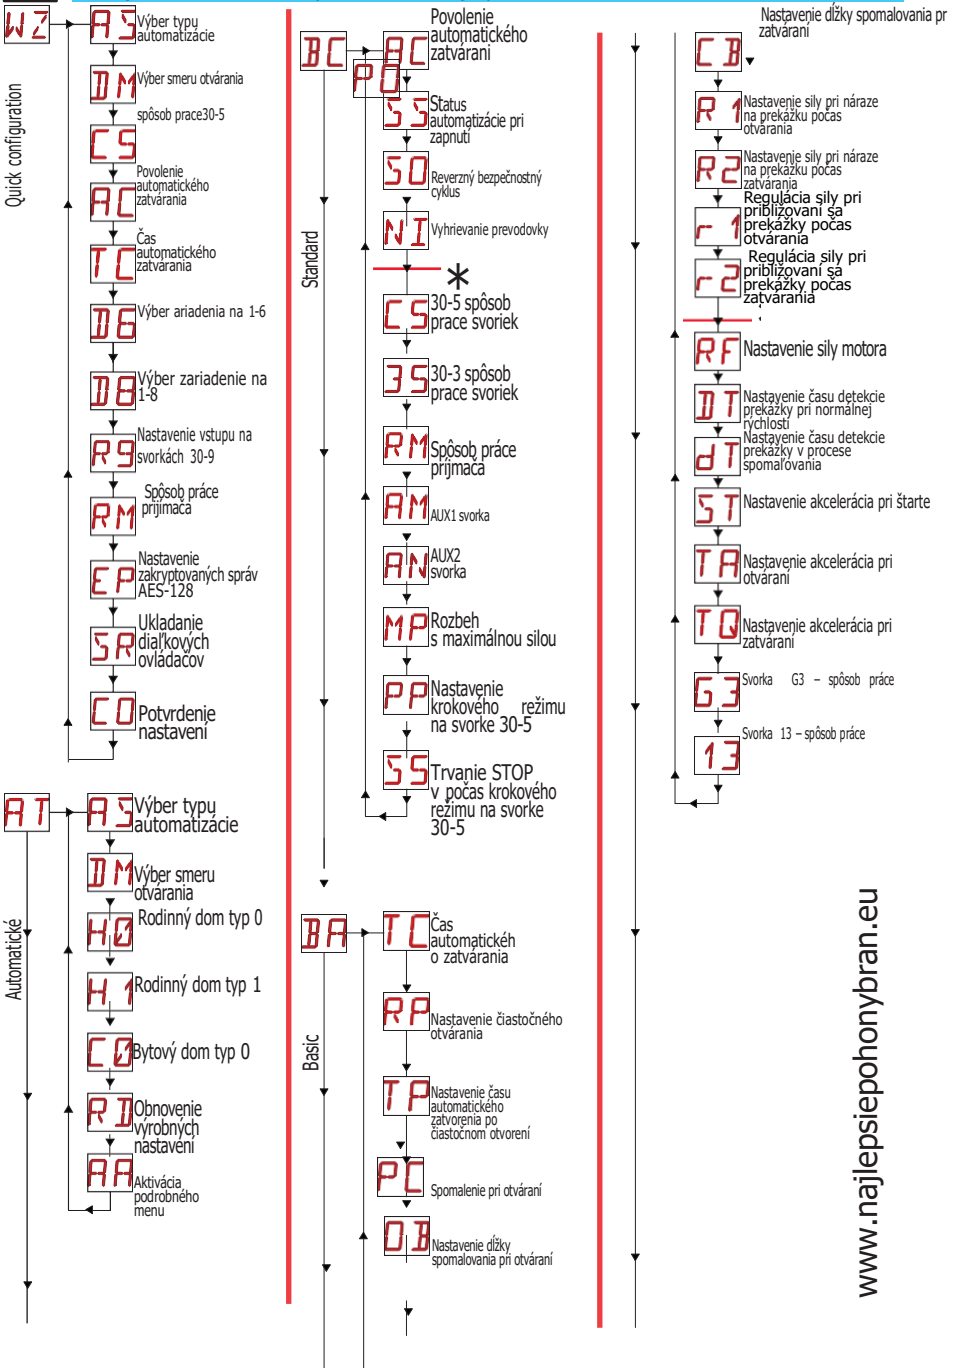 WZ
Quick configuration
AS
Výber typu
automatizácie
DM
Výber smeru otvárania
spôsob prace30-5
CS
Povolenie
automatického
zatvárania
AC
Čas
automatického
zatvárania
TC
D6
Výber ariadenia na 1-6
D8
Výber zariadenie na
1-8
R9
Nastavenie vstupu na
svorkách 30-9
RM
Spôsob práce
prijímača
EP
Nastavenie
zakryptovaných správ
AES-128
SR
Ukladanie
diaľkových
ovládačov
CO
Potvrdenie
nastavení
AT
Automatické
AS
Výber typu
automatizácie
DM
Výber smeru
otvárania
H0
Rodinný dom typ 0
H1
Rodinný dom typ 1
C0
Bytový dom typ 0
RD
Obnovenie
výrobných
nastavení
AA
Aktivácia
podrobného
menu
BC
Standard
AC
Povolenie
automatického
zatvárani
PO
SS
Status
automatizácie pri
zapnutí
SO
Reverzný bezpečnostný
cyklus
NI
Vyhrievanie prevodovky
*
CS
30-5 spôsob
prace svoriek
3S
30-3 spôsob
prace svoriek
RM
Spôsob práce
príjmača
AM
AUX1 svorka
AN
AUX2
svorka
MP
Rozbeh
s maximálnou silou
PP
Nastavenie
krokového režimu
na svorke 30-5
S5
Trvanie STOP
v počas krokového
režimu na svorke
30-5
BA
Basic
TC
Čas
automatickéh
o zatvárania
RP
Nastavenie čiastočného
otvárania
TP
Nastavenie času
automatického
zatvorenia po
čiastočnom otvorení
PC
Spomalenie pri otváraní
OB
Nastavenie dĺžky
spomalovania pri otváraní
Nastavenie dĺžky spomalovania pr
zatváraní
CB
R1
Nastavenie sily pri náraze
na prekážku počas
otvárania
R2
Nastavenie sily pri náraze
na prekážku počas
zatvárania
r1
Regulácia sily pri
približovaní sa
prekážky počas
otvárania
r2
Regulácia sily pri
približovaní sa
prekážky počas
zatvárania
RF
Nastavenie sily motora
DT
Nastavenie času detekcie
prekážky pri normálnej
rýchlosti
dT
Nastavenie času detekcie
prekážky v procese
spomaľovania
ST
Nastavenie akcelerácia pri štarte
TA
Nastavenie akcelerácia pri
otváraní
TQ
Nastavenie akcelerácia pri
zatváraní
G3
Svorka G3 – spôsob práce
13
Svorka 13 – spôsob práce
www.najlepsiepohonybran.eu